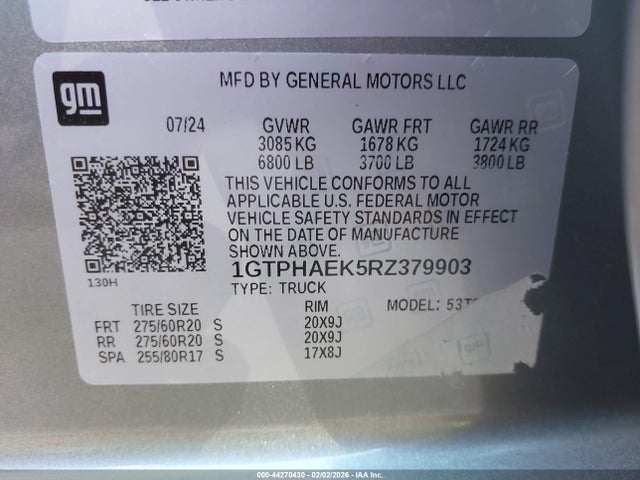 gm
MFD BY GENERAL MOTORS LLC
07/24 GVWR GAWR FRT GAWR RR
3085 KG 1678 KG 1724 KG
6800 LB 3700 LB 3800 LB
THIS VEHICLE CONFORMS TO ALL
APPLICABLE U.S. FEDERAL MOTOR
VEHICLE SAFETY STANDARDS IN EFFECT
ON THE DATE OF MANUFACTURE
SHOWN ABOVE.
1GTPHAEK5RZ379903
130H
TYPE: TRUCK MODEL: 53T
TIRE SIZE RIM
FRT 275/60R20 S 20X9J
RR 275/60R20 S 20X9J
SPA 255/80R17 S 17X8J
000-44270430 - 02/02/2026 - IAA Inc.